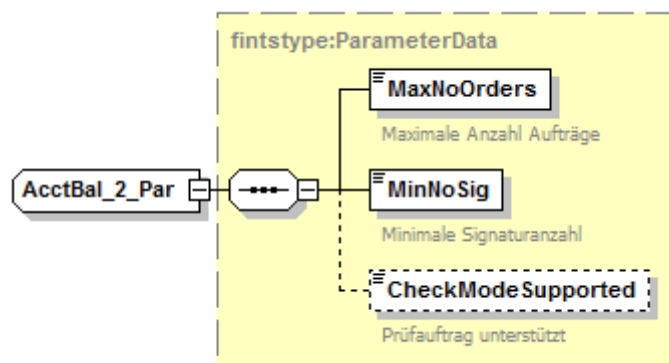 fintstype:ParameterData
MaxNoOrders
Maximale Anzahl Aufträge
AcctBal_2_Par
MinNoSig
Minimale Signaturanzahl
CheckModeSupported
Prüfauftrag unterstützt